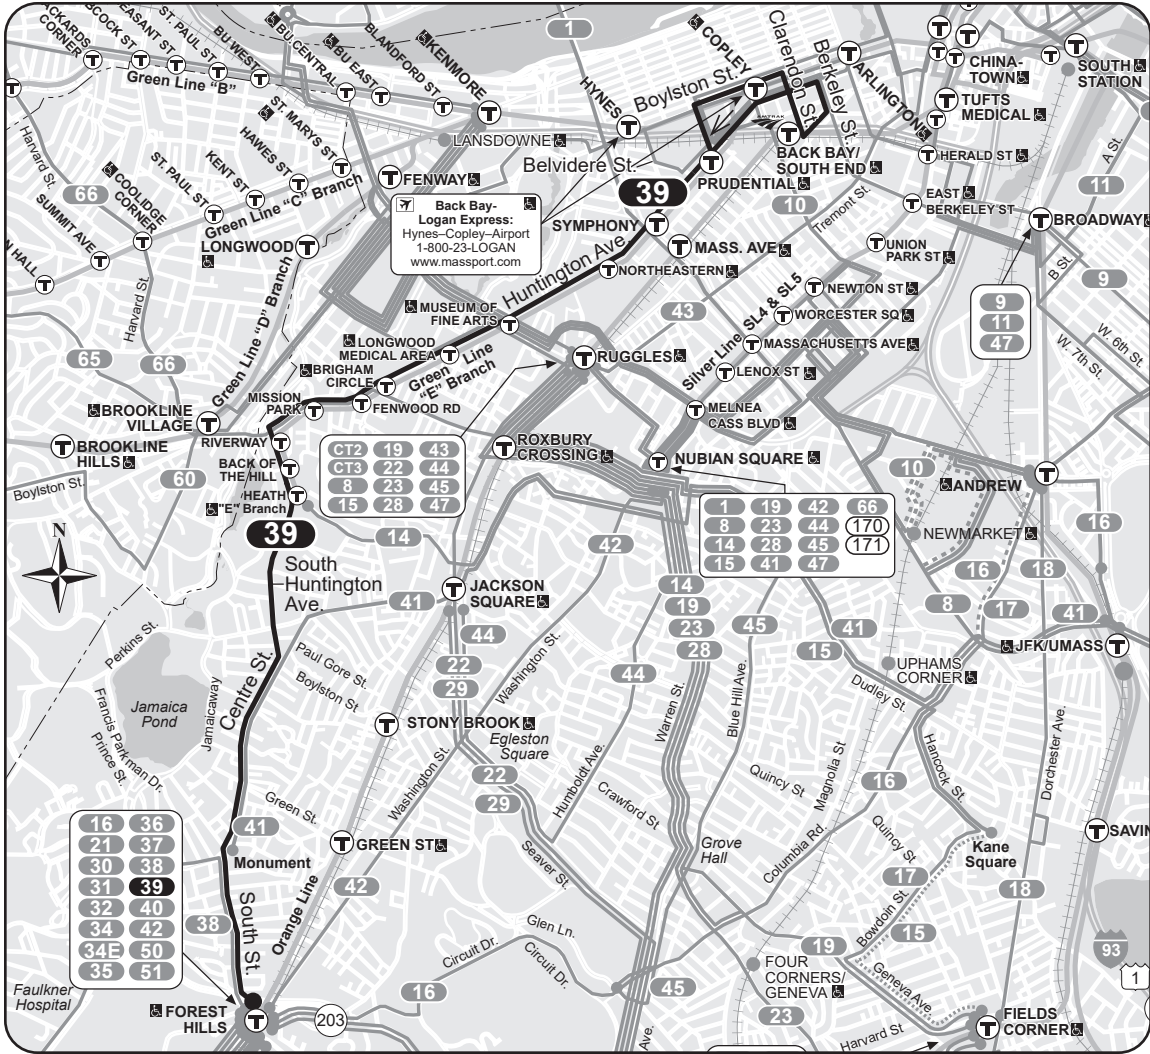 ACKARDS
CORNER
COCK ST
EASANT ST
ST. PAUL ST
BU WEST
BU CENTRAL
BU EAST
BLANDFORD ST
KENMORE
Green Line "B"
1
HYNES
Boylston St.
COPLEY
Clarendon St.
Berkeley St.
ARLINGTON
CHINA-
TOWN
SOUTH
STATION
TUFTS
MEDICAL
A St.
Harvard St.
66
COOLIDGE
CORNER
ST. PAUL ST
KENT ST
HAWES ST
ST. MARYS ST
Green Line "C" Branch
SUMMIT AVE
N HALL
LANSDOWNE
Belvidere St.
AMTRAK
BACK BAY/
SOUTH END
PRUDENTIAL
HERALD ST
11
FENWAY
39
10
Tremont St.
EAST
BERKELEY ST
BROADWAY
Back Bay-
Logan Express:
Hynes–Copley–Airport
1-800-23-LOGAN
www.massport.com
SYMPHONY
MASS. AVE
UNION
PARK ST
B St.
9
LONGWOOD
Huntington Ave.
NORTHEASTERN
NEWTON ST
43
WORCESTER SQ
Silver Line SL4 & SL5
9
11
47
W. 6th St.
W. 7th St.
Harvard St.
Green Line "D" Branch
MUSEUM OF
FINE ARTS
65
66
LONGWOOD
MEDICAL AREA
Green Line
"E" Branch
RUGGLES
MASSACHUSETTS AVE
LENOX ST
BRIGHAM
CIRCLE
MISSION
PARK
FENWOOD RD
MELNEA
CASS BLVD
BROOKLINE
VILLAGE
RIVERWAY
BROOKLINE
HILLS
BACK OF
THE HILL
Boylston St.
60
HEATH
"E" Branch
CT2 19 43
CT3 22 44
8 23 45
15 28 47
ROXBURY
CROSSING
NUBIAN SQUARE
10
ANDREW
1 19 42 66
8 23 44 170
14 28 45 171
15 41 47
NEWMARKET
16
N
39
14
42
16
18
South
Huntington
Ave.
JACKSON
SQUARE
41
14
19
23
28
8
17
41
45
41
15
JFK/UMASS
44
Perkins St.
Paul Gore St.
Boylston St.
22
29
Washington St.
44
UPHAMS
CORNER
Centre St.
Jamaicaway
Jamaica
Pond
Francis Parkman Dr.
Prince St.
STONY BROOK
Egleston
Square
Warren St.
Blue Hill Ave.
Dudley St.
Hancock St.
Dorchester Ave.
Washington St.
22
29
Humboldt Ave.
Crawford St
Quincy St
Magnolia St
16
Green St.
41
Monument
GREEN ST
Seaver St.
Grove
Hall
Columbia Rd.
Quincy St
Kane
Square
SAVIN
16 36
21 37
30 38
31 39
32 40
34 42
34E 50
35 51
42
17
18
38
South St.
Orange Line
Glen Ln.
Circuit Dr.
Circuit Dr.
Bowdoin St.
19
15
93
1
Faulkner
Hospital
16
45
FOUR
CORNERS/
GENEVA
Geneva Ave.
FOREST
HILLS
203
Ave.
23
Harvard St
FIELDS
CORNER